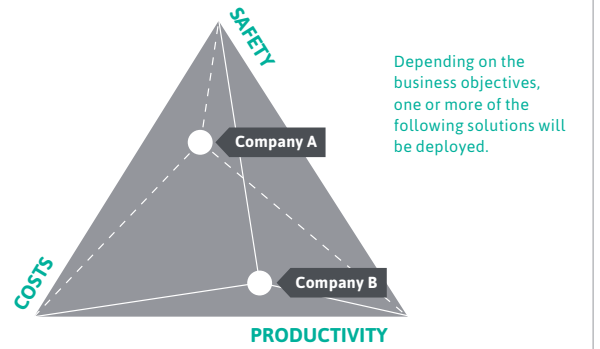 SAFETY
Depending on the
business objectives,
one or more of the
following solutions will
be deployed.
Company A
COSTS
Company B
PRODUCTIVITY